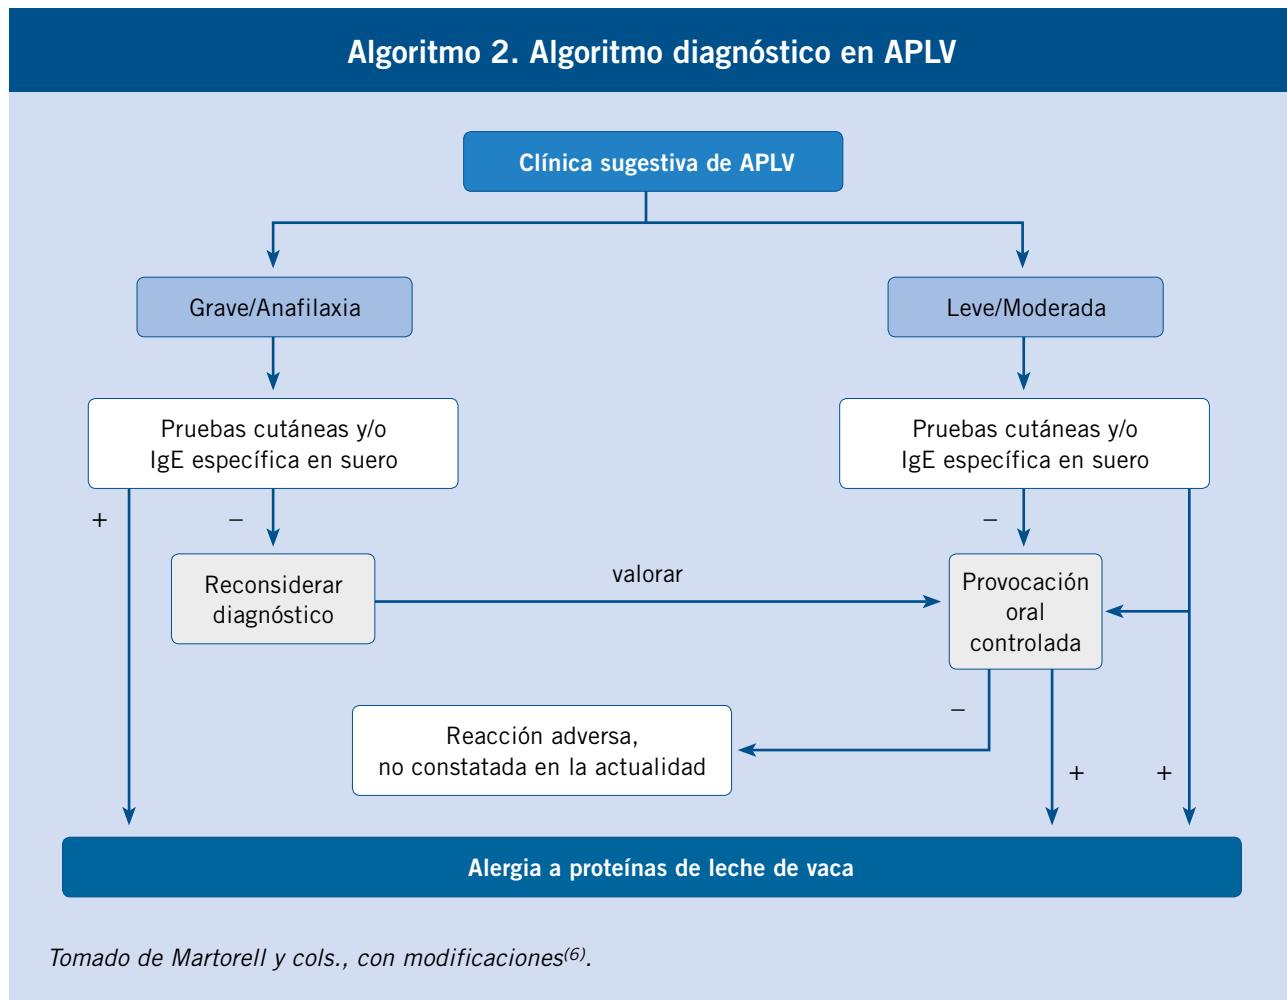 Algoritmo 2. Algoritmo diagnóstico en APLV
Clínica sugestiva de APLV
Grave/Anafilaxia
Leve/Moderada
Pruebas cutáneas y/o
IgE específica en suero
Pruebas cutáneas y/o
IgE específica en suero
+
–
–
Reconsiderar
diagnóstico
valorar
Provocación
oral
controlada
–
Reacción adversa,
no constatada en la actualidad
+
+
Alergia a proteínas de leche de vaca
Tomado de Martorell y cols., con modificaciones(6).